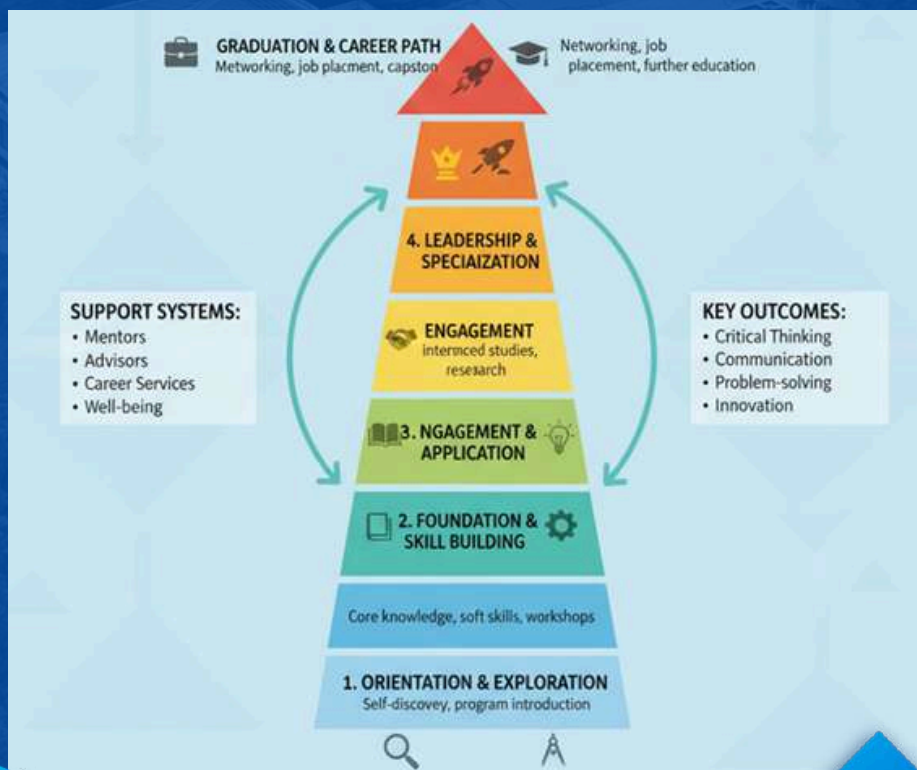 GRADUATION & CAREER PATH
Metworking, job placment, capston
Networking, job
placement, further education
4. LEADERSHIP &
SPECIAIZATION
SUPPORT SYSTEMS:
• Mentors
• Advisors
• Career Services
• Well-being
ENGAGEMENT
intermced studies,
research
KEY OUTCOMES:
• Critical Thinking
• Communication
• Problem-solving
• Innovation
3. NGAGEMENT &
APPLICATION
2. FOUNDATION &
SKILL BUILDING
Core knowledge, soft skills, workshops
1. ORIENTATION & EXPLORATION
Self-discovey, program introduction